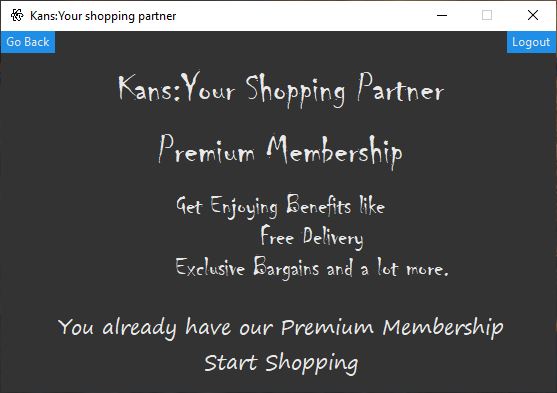 Kans:Your shopping partner
Go Back
Logout
Kans:Your Shopping Partner
Premium Membership
Get Enjoying Benefits like
Free Delivery
Exclusive Bargains and a lot more.
You already have our Premium Membership
Start Shopping